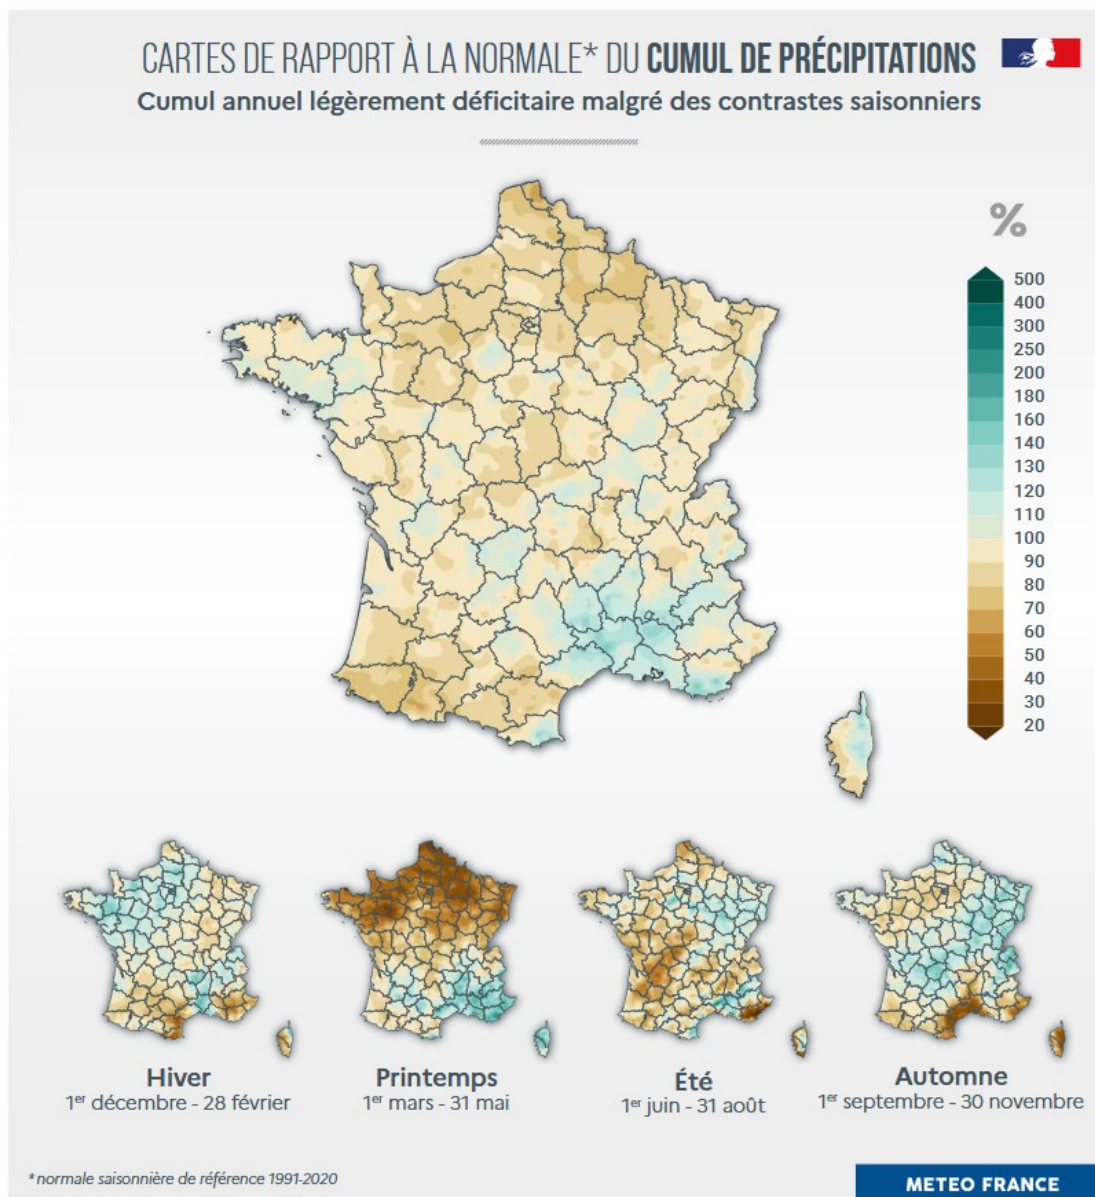 CARTES DE RAPPORT À LA NORMALE* DU CUMUL DE PRÉCIPITATIONS
Cumul annuel légèrement déficitaire malgré des contrastes saisonniers
%
500
400
300
250
200
180
160
140
130
120
110
100
90
80
70
60
50
40
30
20
Hiver
1er décembre - 28 février
Printemps
1er mars - 31 mai
Été
1er juin - 31 août
Automne
1er septembre - 30 novembre
* normale saisonnière de référence 1991-2020
METEO FRANCE